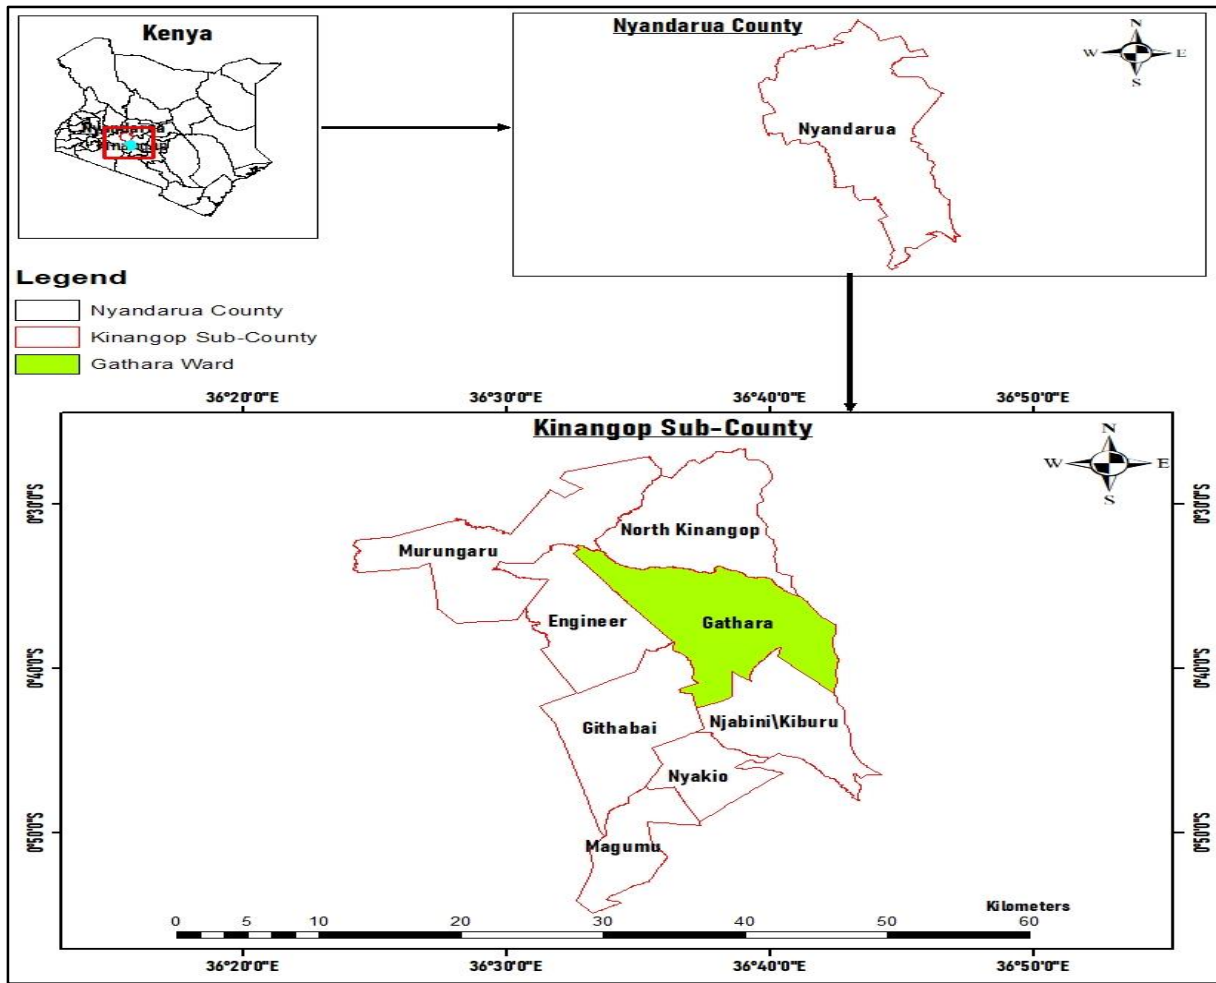 Kenya
Nyandarua
Nyandarua County
N
W E
S
Nyandarua
Legend
Nyandarua County
Kinangop Sub-County
Gathara Ward
36°20'0"E 36°30'0"E 36°40'0"E 36°50'0"E
Kinangop Sub-County
N
W E
S
0°30'0"S 0°30'0"S
North Kinangop
Murungaru
Engineer
Gathara
0°40'0"S 0°40'0"S
Githabai
Njabini\Kiburu
Nyakio
0°50'0"S 0°50'0"S
Magumu
Kilometers
0 5 10 20 30 40 50 60
36°20'0"E 36°30'0"E 36°40'0"E 36°50'0"E